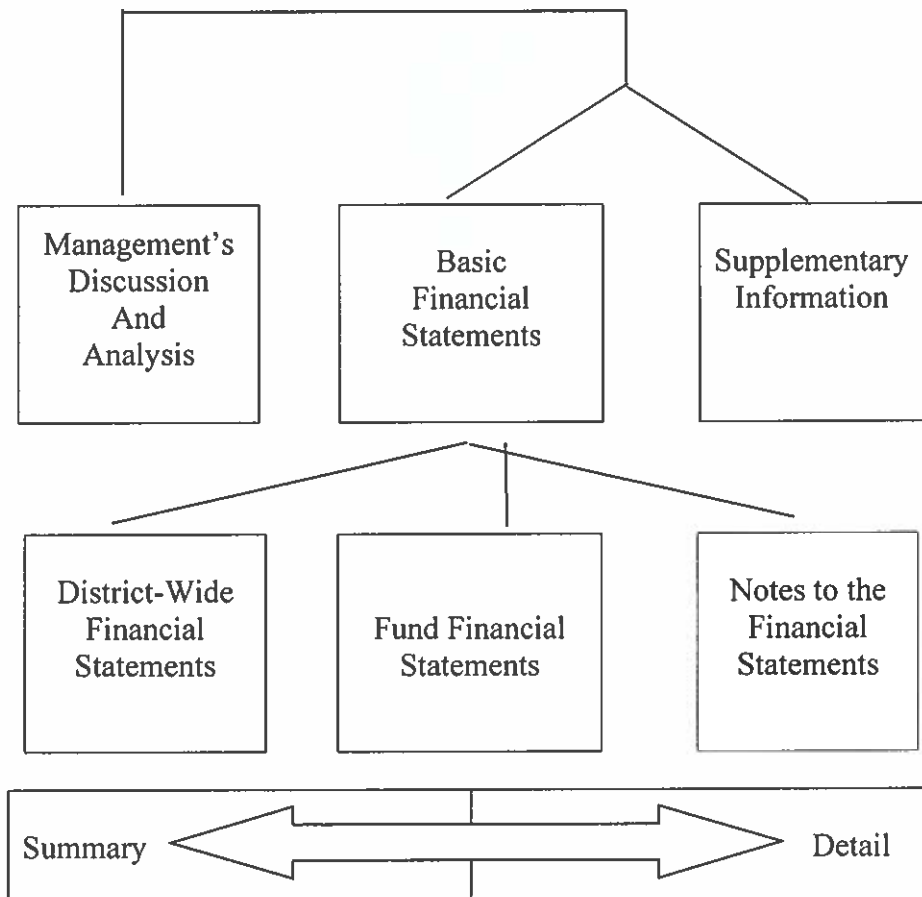 Management's
Discussion
And
Analysis
Basic
Financial
Statements
Supplementary
Information
District-Wide
Financial
Statements
Fund Financial
Statements
Notes to the
Financial
Statements
Summary
Detail